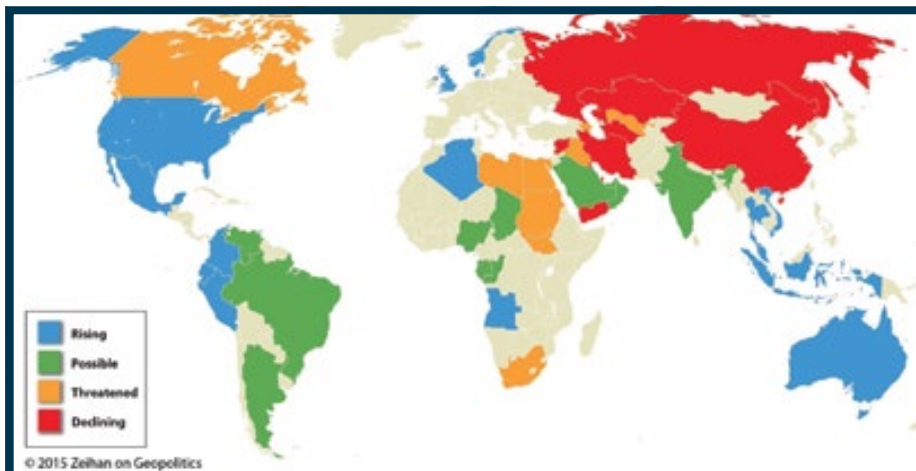 Rising
Possible
Threatened
Declining
© 2015 Zeihan on Geopolitics